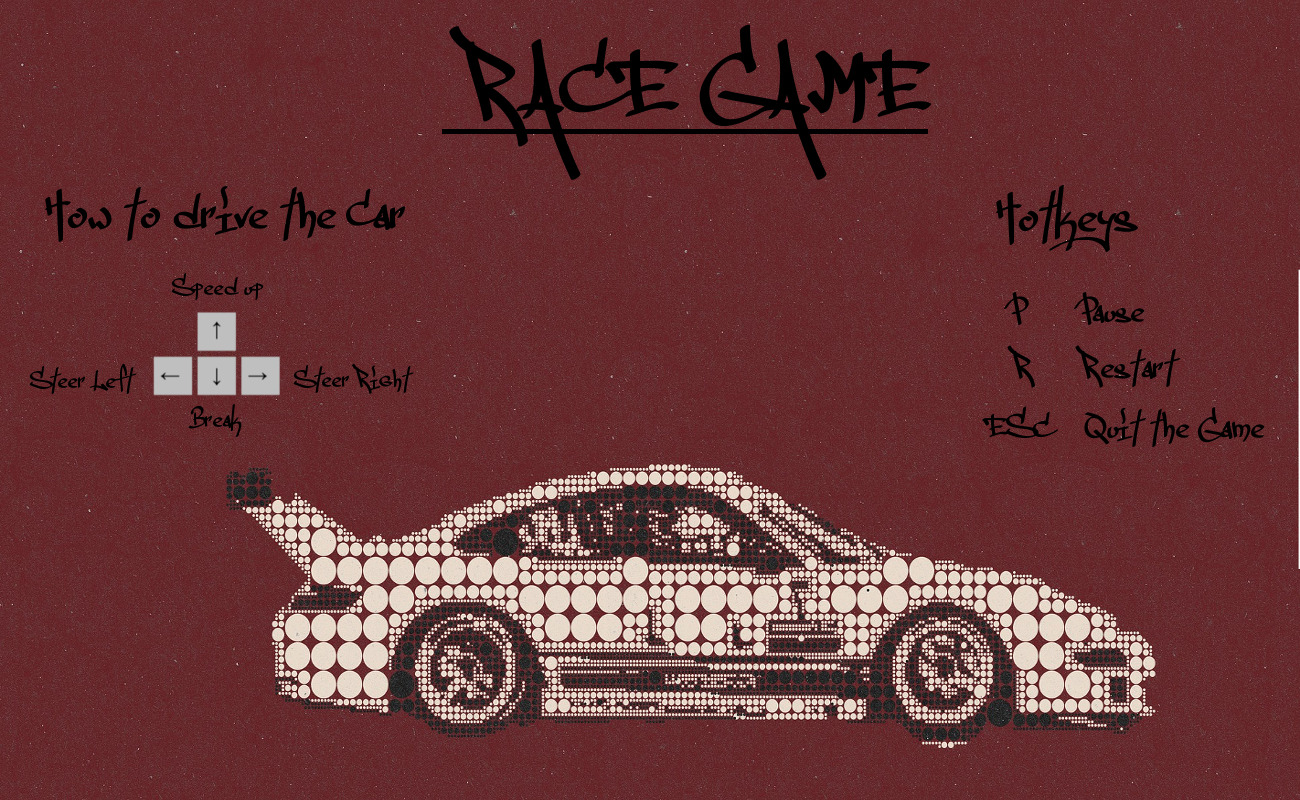 RACE GAME
How to drive the Car
Speed up
↑
Steer Left ← ↓ → Steer Right
Break
Hotkeys
P Pause
R Restart
ESC Quit the Game